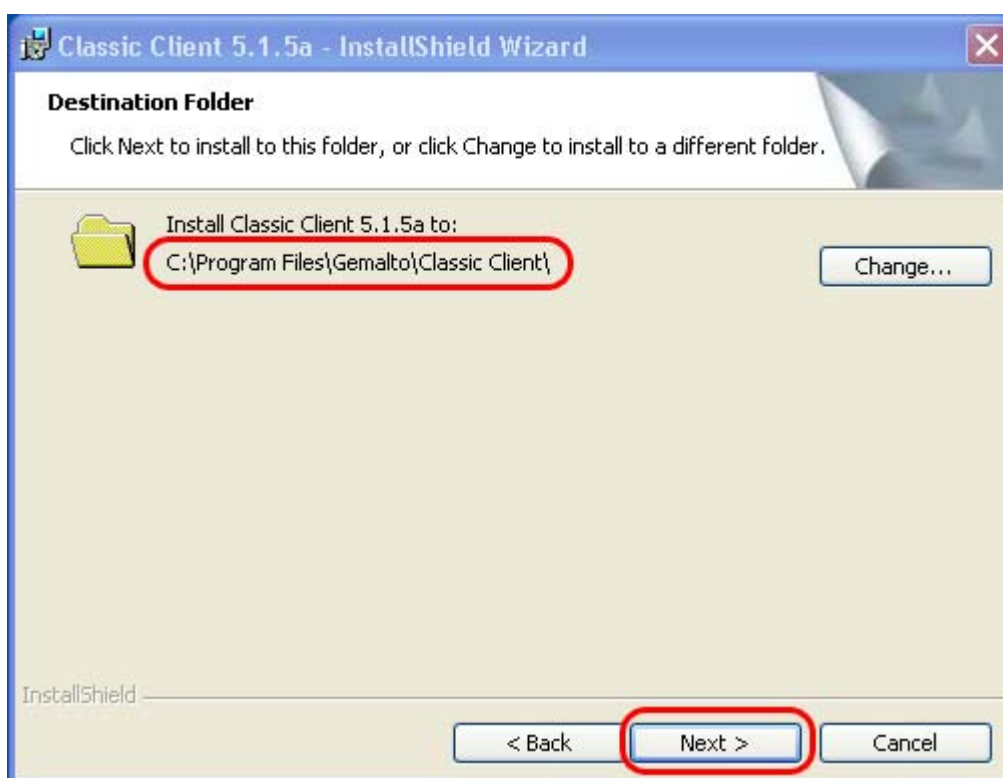 Classic Client 5.1.5a - InstallShield Wizard
Destination Folder
Click Next to install to this folder, or click Change to install to a different folder.
Install Classic Client 5.1.5a to:
C:\Program Files\Gemalto\Classic Client\
Change...
InstallShield
< Back
Next >
Cancel